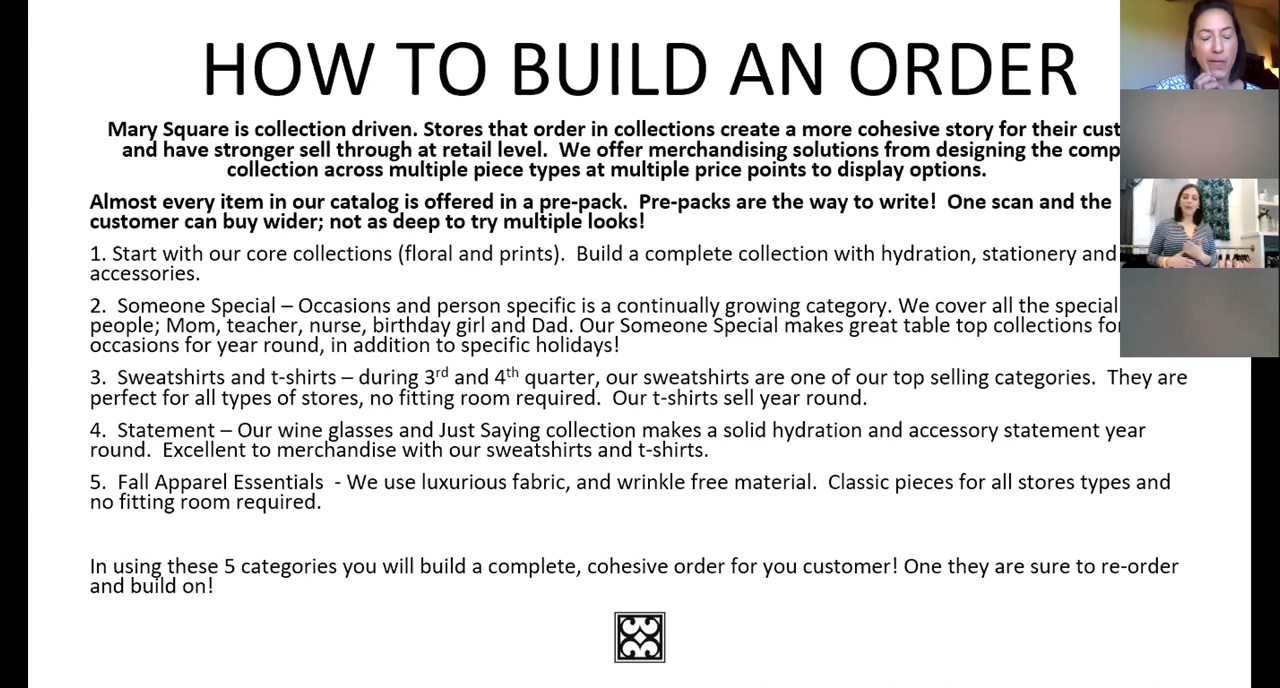 HOW TO BUILD AN ORDER
Mary Square is collection driven. Stores that order in collections create a more cohesive story for their
and have stronger sell through at retail level. We offer merchandising solutions from designing the
collection across multiple piece types at multiple price points to display options.
Almost every item in our catalog is offered in a pre-pack. Pre-packs are the way to write! One scan and the
customer can buy wider; not as deep to try multiple looks!
1. Start with our core collections (floral and prints). Build a complete collection with hydration, stationery and
accessories.
2. Someone Special – Occasions and person specific is a continually growing category. We cover all the special
people; Mom, teacher, nurse, birthday girl and Dad. Our Someone Special makes great table top collections
occasions for year round, in addition to specific holidays!
3. Sweatshirts and t-shirts – during 3rd and 4th quarter, our sweatshirts are one of our top selling categories. They are
perfect for all types of stores, no fitting room required. Our t-shirts sell year round.
4. Statement – Our wine glasses and Just Saying collection makes a solid hydration and accessory statement year
round. Excellent to merchandise with our sweatshirts and t-shirts.
5. Fall Apparel Essentials - We use luxurious fabric, and wrinkle free material. Classic pieces for all stores types and
no fitting room required.
In using these 5 categories you will build a complete, cohesive order for you customer! One they are sure to re-order
and build on!